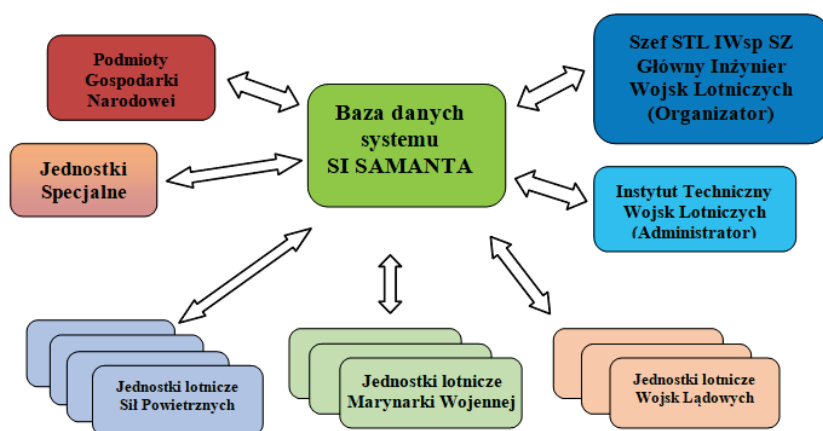 Podmioty
Gospodarki
Narodowei
Szef STL IWsp SZ
Główny Inżynier
Wojsk Lotniczych
(Organizator)
Baza danych
systemu
SI SAMANTA
Jednostki
Specjalne
Instytut Techniczny
Wojsk Lotniczych
(Administrator)
Jednostki lotnicze
Sił Powietrznych
Jednostki lotnicze
Marynarki Wojennej
Jednostki lotnicze
Wojsk Lądowych